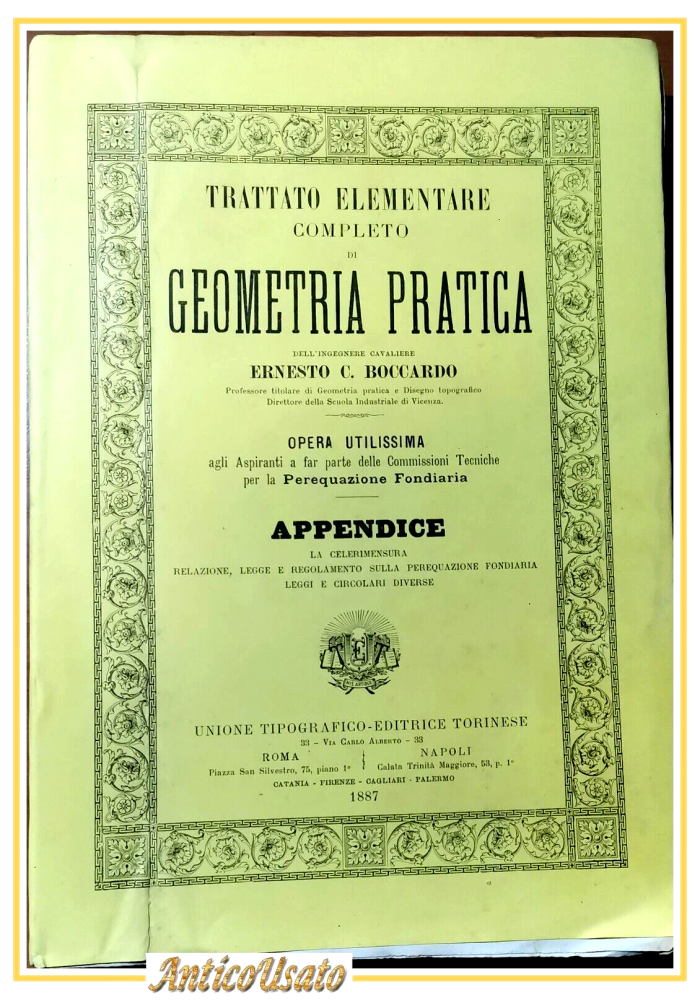 TRATTATO ELEMENTARE
COMPLETO
DI
GEOMETRIA PRATICA
DELL'INGEGNERE CAVALIERE
ERNESTO C. BOCCARDO
Professore titolare di Geometria pratica e Disegno topografico
Direttore della Scuola Industriale di Vicenza.
OPERA UTILISSIMA
agli Aspiranti a far parte delle Commissioni Tecniche
per la Perequazione Fondiaria
APPENDICE
LA CELERIMENSURA
RELAZIONE, LEGGE E REGOLAMENTO SULLA PEREQUAZIONE FONDIARIA
LEGGI E CIRCOLARI DIVERSE
UNIONE TIPOGRAFICO-EDITRICE TORINESE
33 - VIA CARLO ALBERTO - 33
ROMA
Piazza San Silvestro, 75, piano 1°
NAPOLI
Calata Trinità Maggiore, 53, p. 1°
CATANIA - FIRENZE - CAGLIARI - PALERMO
1887
AnticoUsato